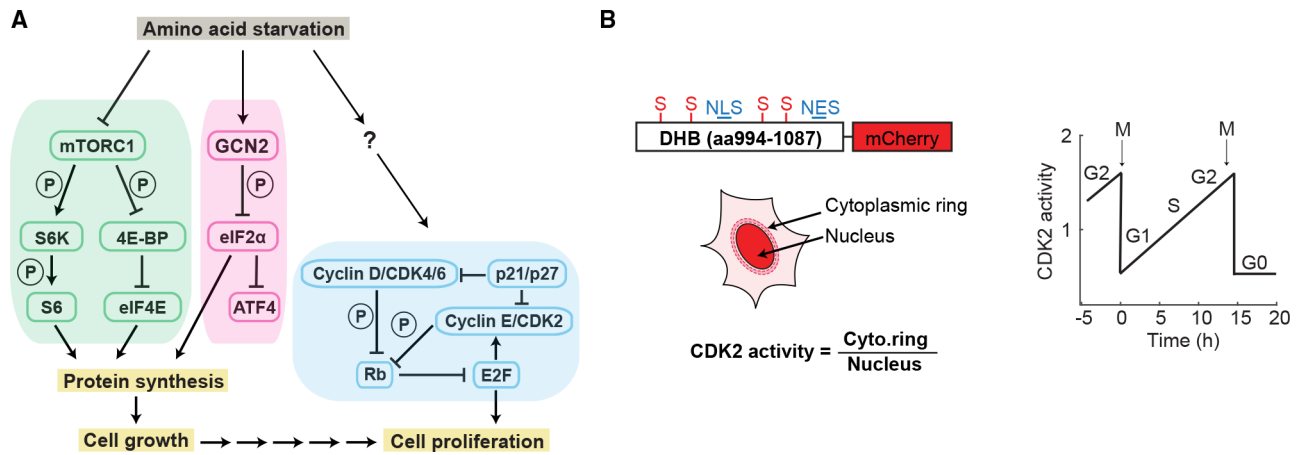 A
Amino acid starvation
mTORC1
GCN2
?
P
P
P
S6K
4E-BP
eIF2α
P
S6
eIF4E
ATF4
Cyclin D/CDK4/6
p21/p27
P
P
Cyclin E/CDK2
Rb
E2F
Protein synthesis
Cell growth
Cell proliferation
B
S S NLS S S NES
DHB (aa994-1087)
mCherry
Cytoplasmic ring
Nucleus
CDK2 activity = Cyto.ring
Nucleus
CDK2 activity
2
1
M
M
G2
G1
S
G2
G0
-5 0 5 10 15 20
Time (h)